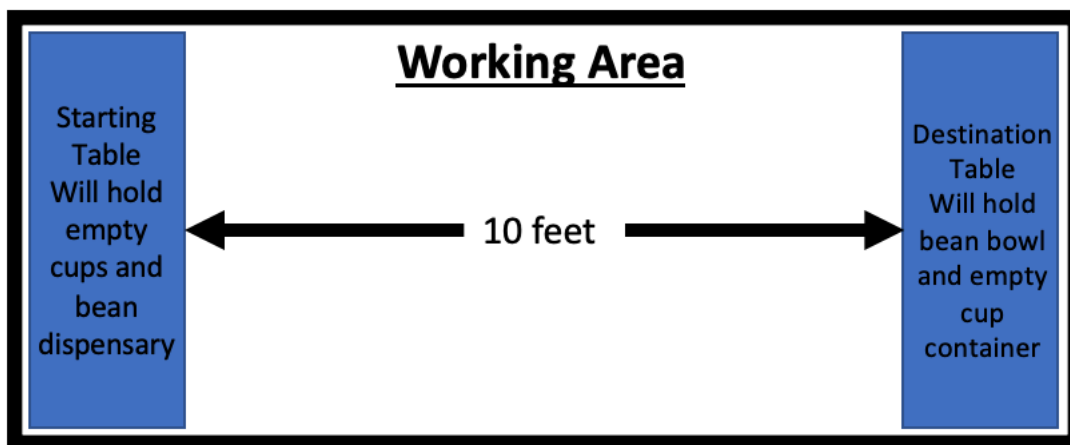 Working Area
Starting
Table
Will hold
empty
cups and
bean
dispensary
10 feet
Destination
Table
Will hold
bean bowl
and empty
cup
container